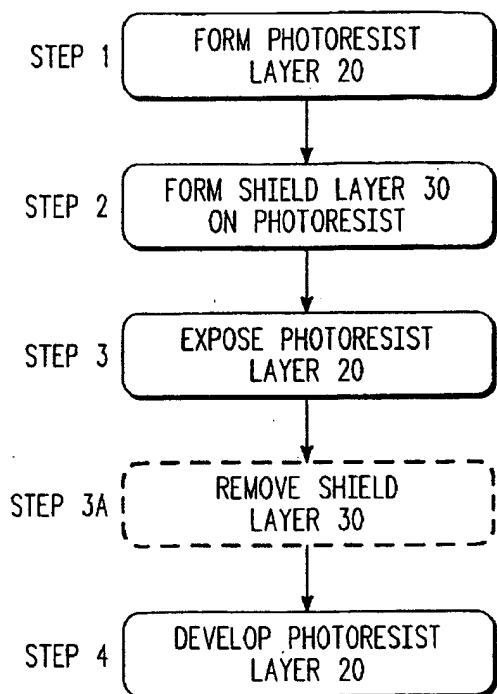 STEP 1
FORM PHOTORESIST
LAYER 20
STEP 2
FORM SHIELD LAYER 30
ON PHOTORESIST
STEP 3
EXPOSE PHOTORESIST
LAYER 20
STEP 3A
REMOVE SHIELD
LAYER 30
STEP 4
DEVELOP PHOTORESIST
LAYER 20